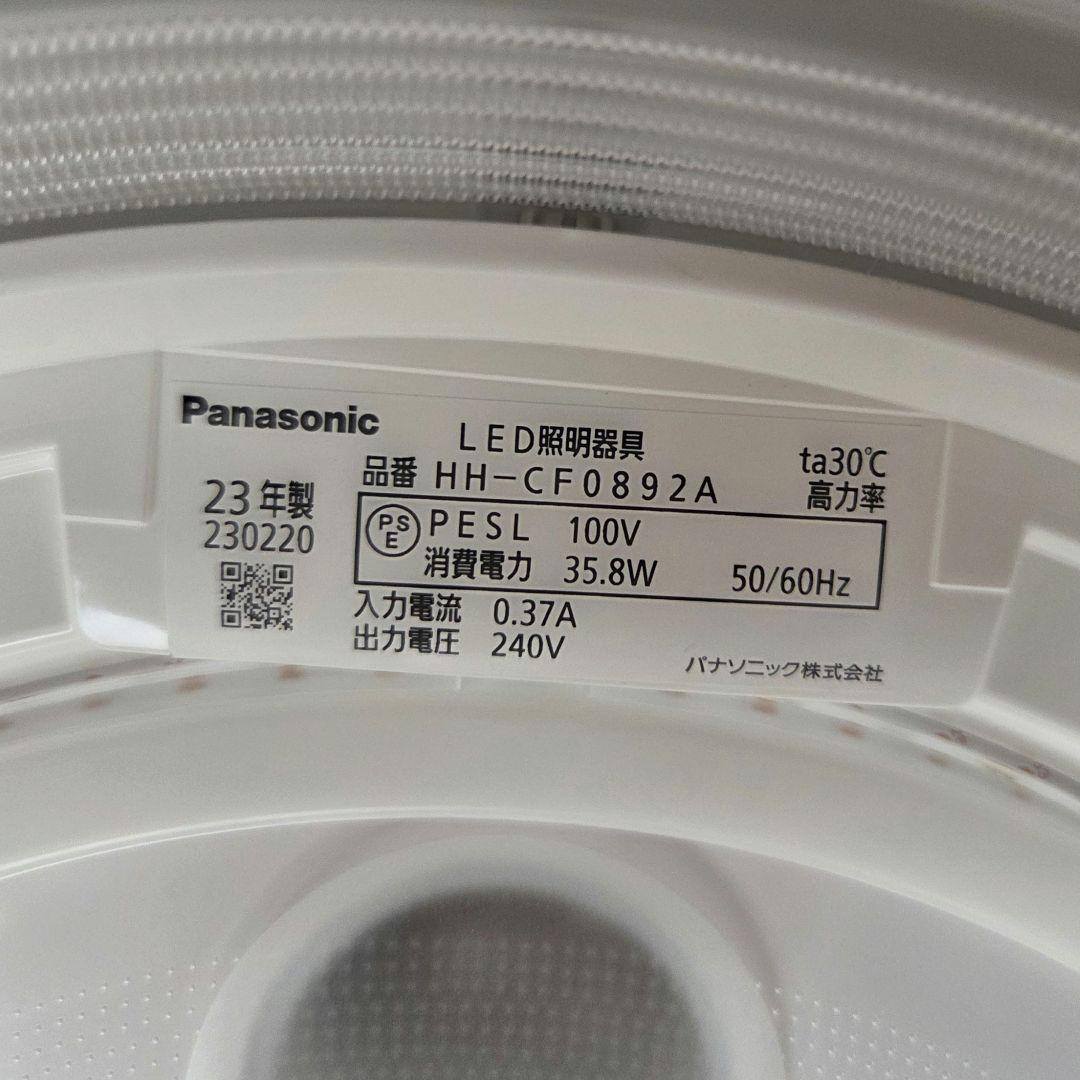 Panasonic
LED照明器具
ta30℃
品番 HH-CF0892A
高力率
23年製
230220
PSE PESL 100V
消費電力 35.8W 50/60Hz
入力電流 0.37A
出力電圧 240V
パナソニック株式会社